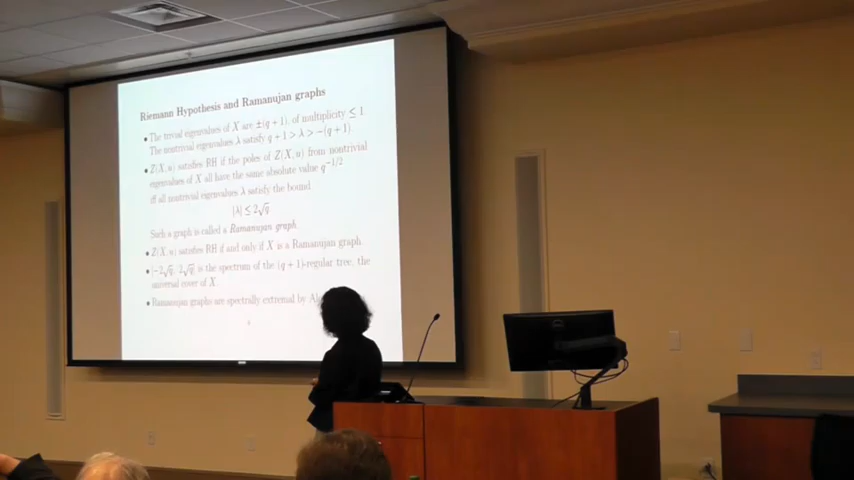 Riemann Hypothesis and Ramanujan graphs
• The trivial eigenvalues of X are ±(q + 1), of multiplicity ≤ 1.
The nontrivial eigenvalues λ satisfy q + 1 > λ > −(q + 1)
• Z(X, u) satisfies RH if the poles of Z(X, u) from nontrivial
eigenvalues of X all have the same absolute value q^{-1/2}
iff all nontrivial eigenvalues λ satisfy the bound
|λ| ≤ 2√q
Such a graph is called a Ramanujan graph.
• Z(X, u) satisfies RH if and only if X is a Ramanujan graph.
• [−2√q, 2√q] is the spectrum of the (q + 1)-regular tree, the
universal cover of X.
• Ramanujan graphs are spectrally extremal by